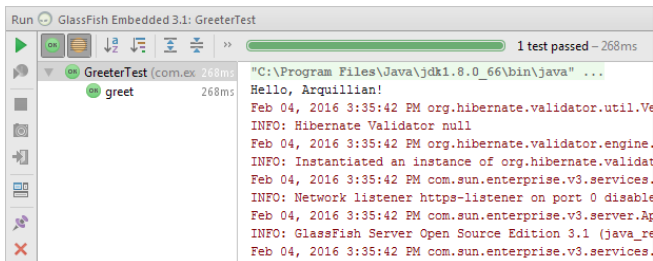 Run GlassFish Embedded 3.1: GreeterTest
1 test passed – 268ms
OK GreeterTest (com.ex 268ms
OK greet 268ms
"C:\Program Files\Java\jdk1.8.0_66\bin\java" ...
Hello, Arquillian!
Feb 04, 2016 3:35:42 PM org.hibernate.validator.util.Ve
INFO: Hibernate Validator null
Feb 04, 2016 3:35:42 PM org.hibernate.validator.engine.
INFO: Instantiated an instance of org.hibernate.validat
Feb 04, 2016 3:35:42 PM com.sun.enterprise.v3.services.
INFO: Network listener https-listener on port 0 disable
Feb 04, 2016 3:35:42 PM com.sun.enterprise.v3.server.Ap
INFO: GlassFish Server Open Source Edition 3.1 (java_re
Feb 04, 2016 3:35:42 PM com.sun.enterprise.v3.services.